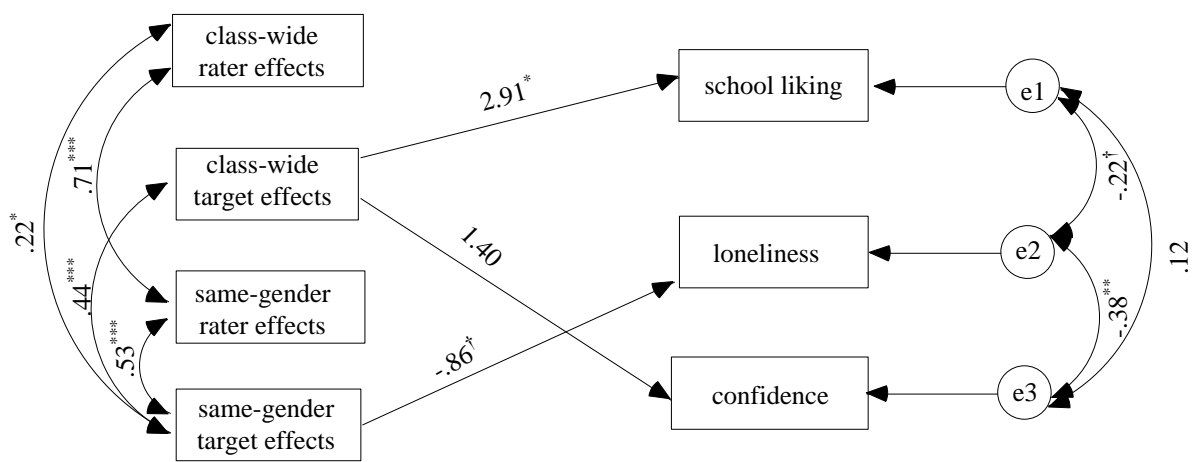 class-wide
rater effects
class-wide
target effects
same-gender
rater effects
same-gender
target effects
.22*
.71***
.44***
.53***
2.91*
1.40
-.86†
school liking
loneliness
confidence
e1
e2
e3
-.22†
-.38**
.12